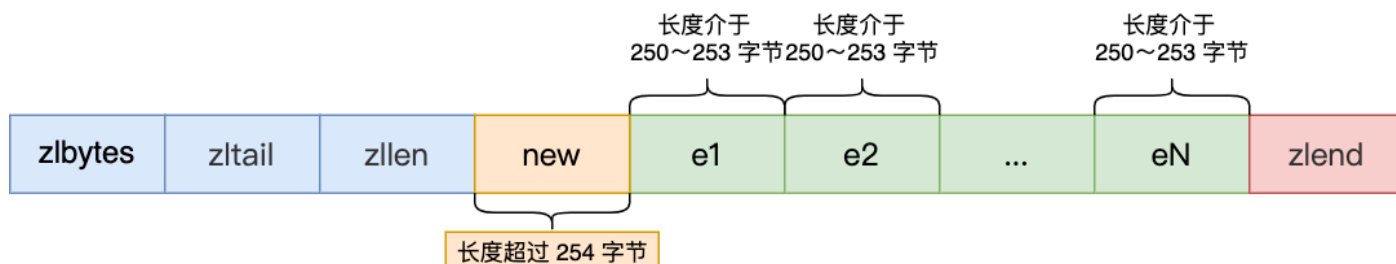 长度介于
250～253 字节
长度介于
250～253 字节
长度介于
250～253 字节
zlbytes
zltail
zllen
new
e1
e2
...
eN
zlend
长度超过 254 字节